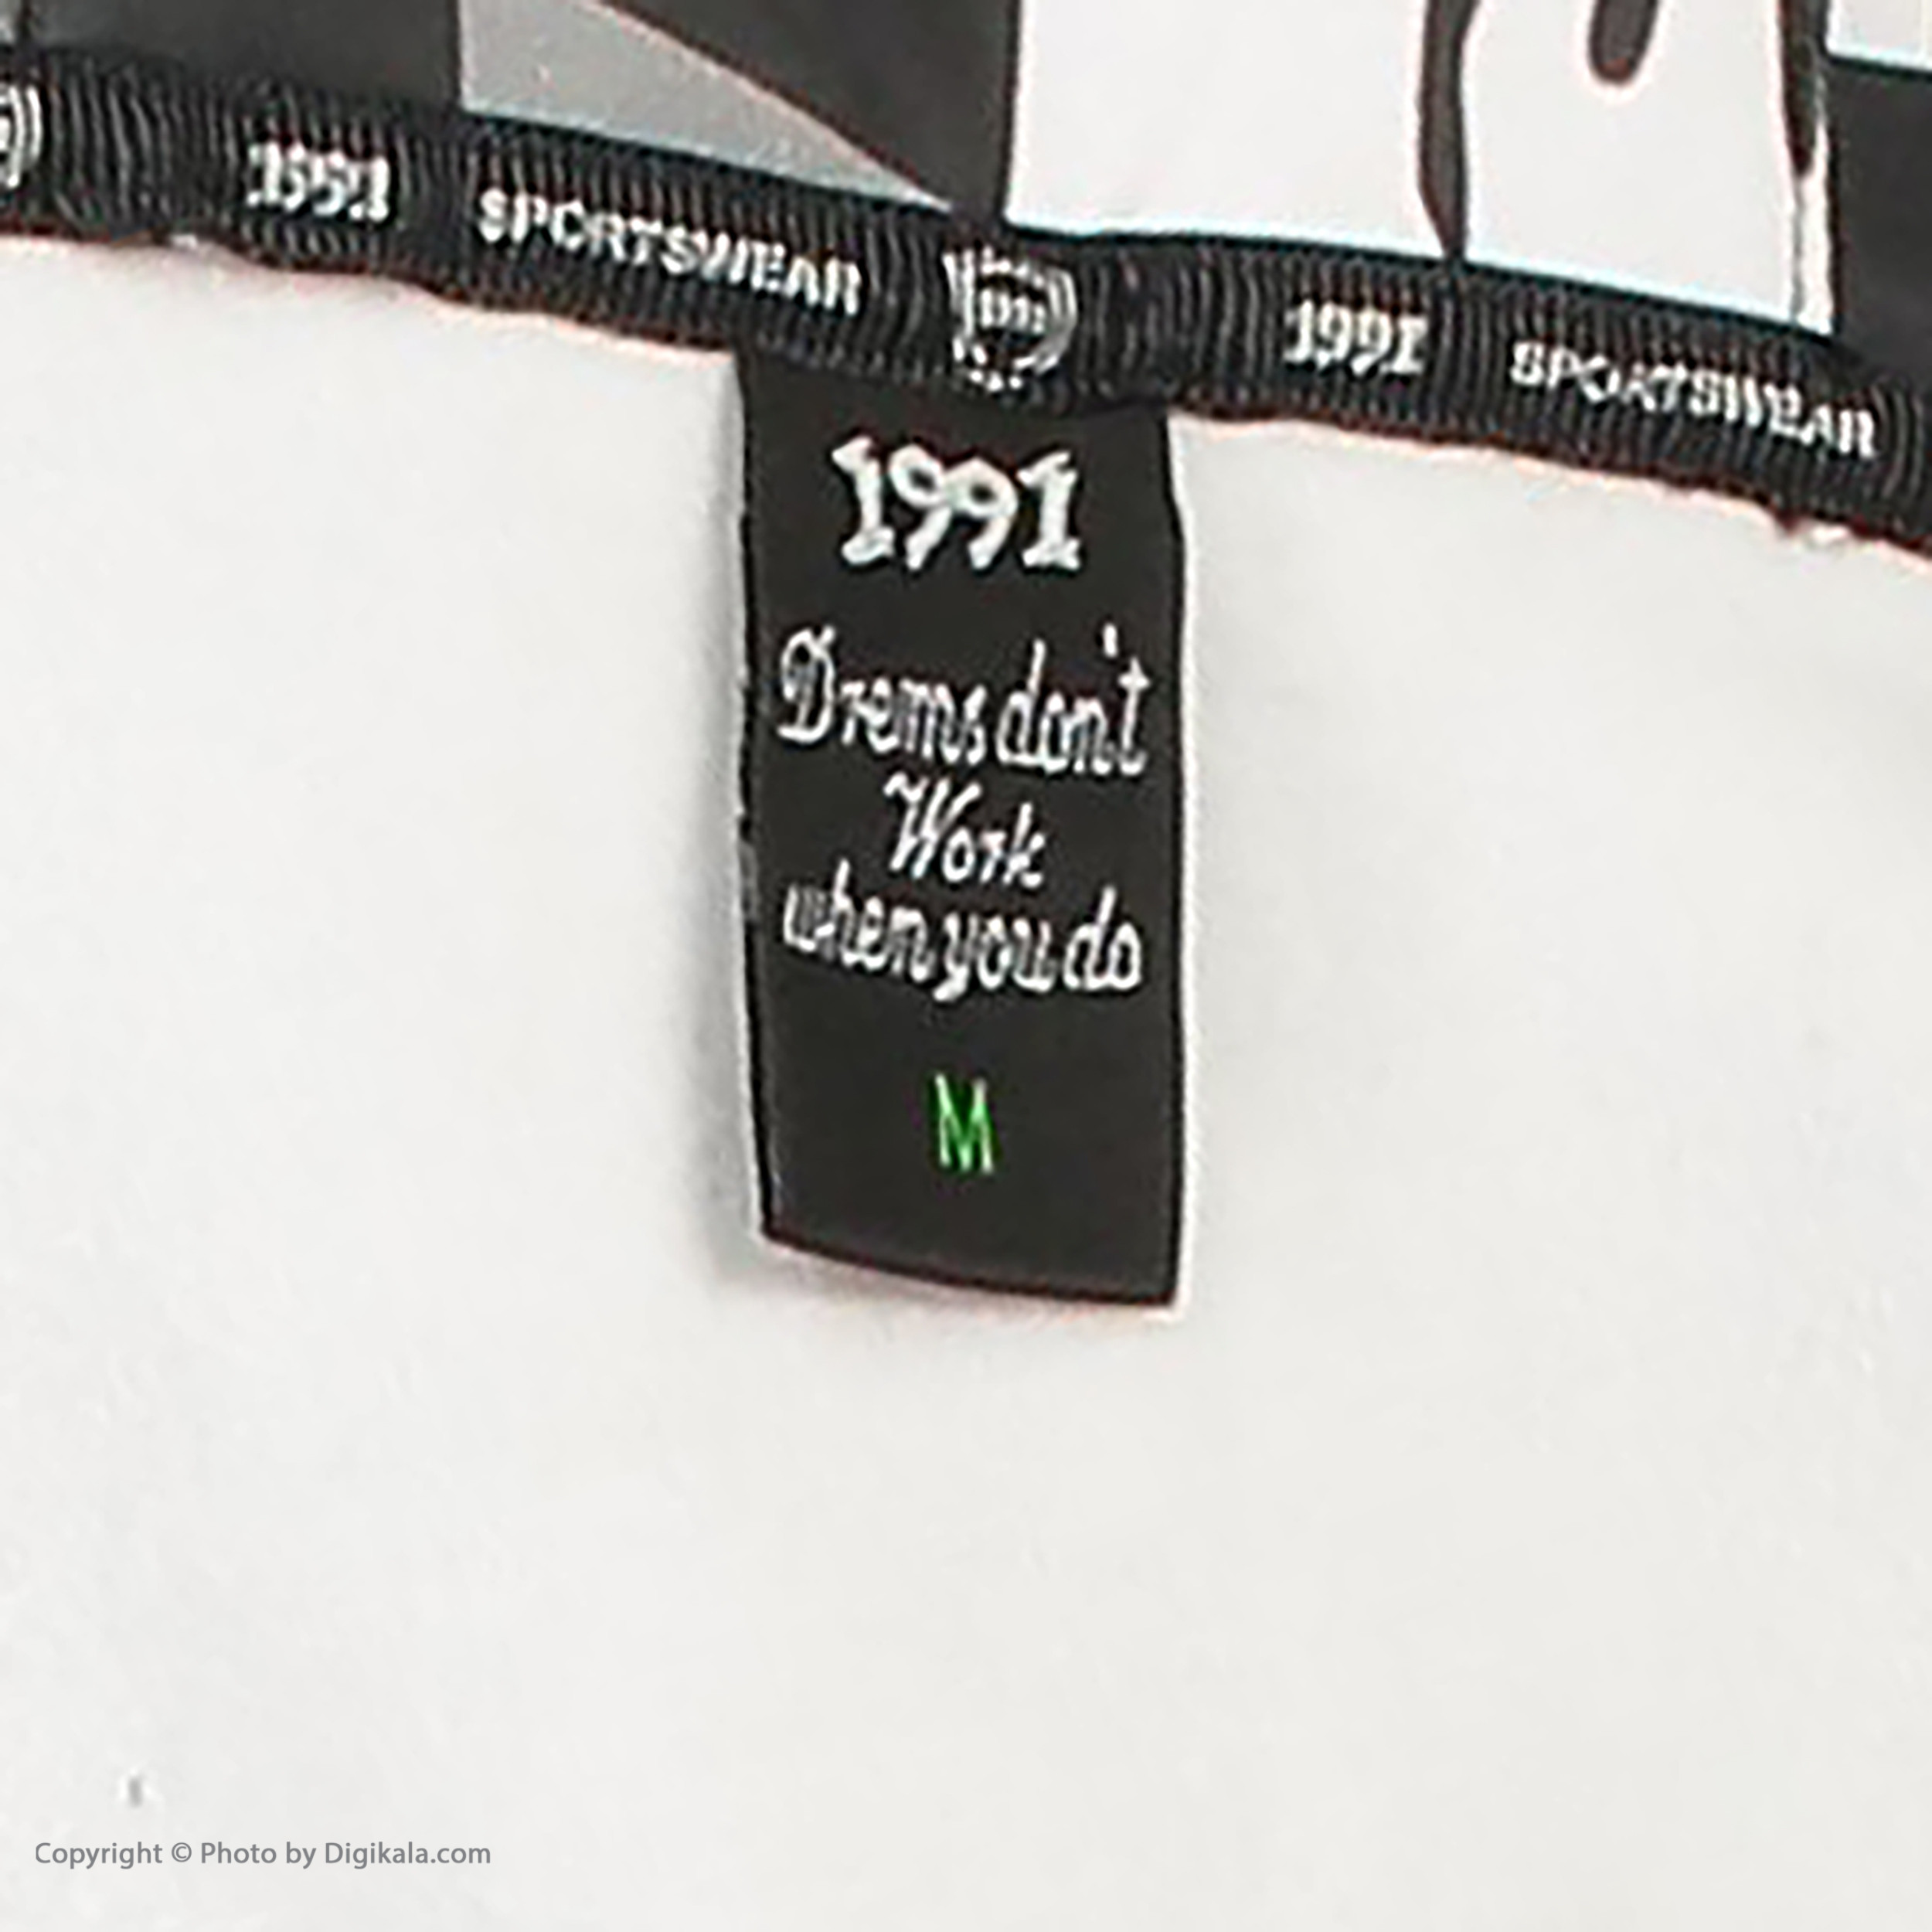 1991 SPORTSWEAR 1991 SPORTSWEAR
1991
Drems don't
Work
when you do
M
Copyright © Photo by Digikala.com